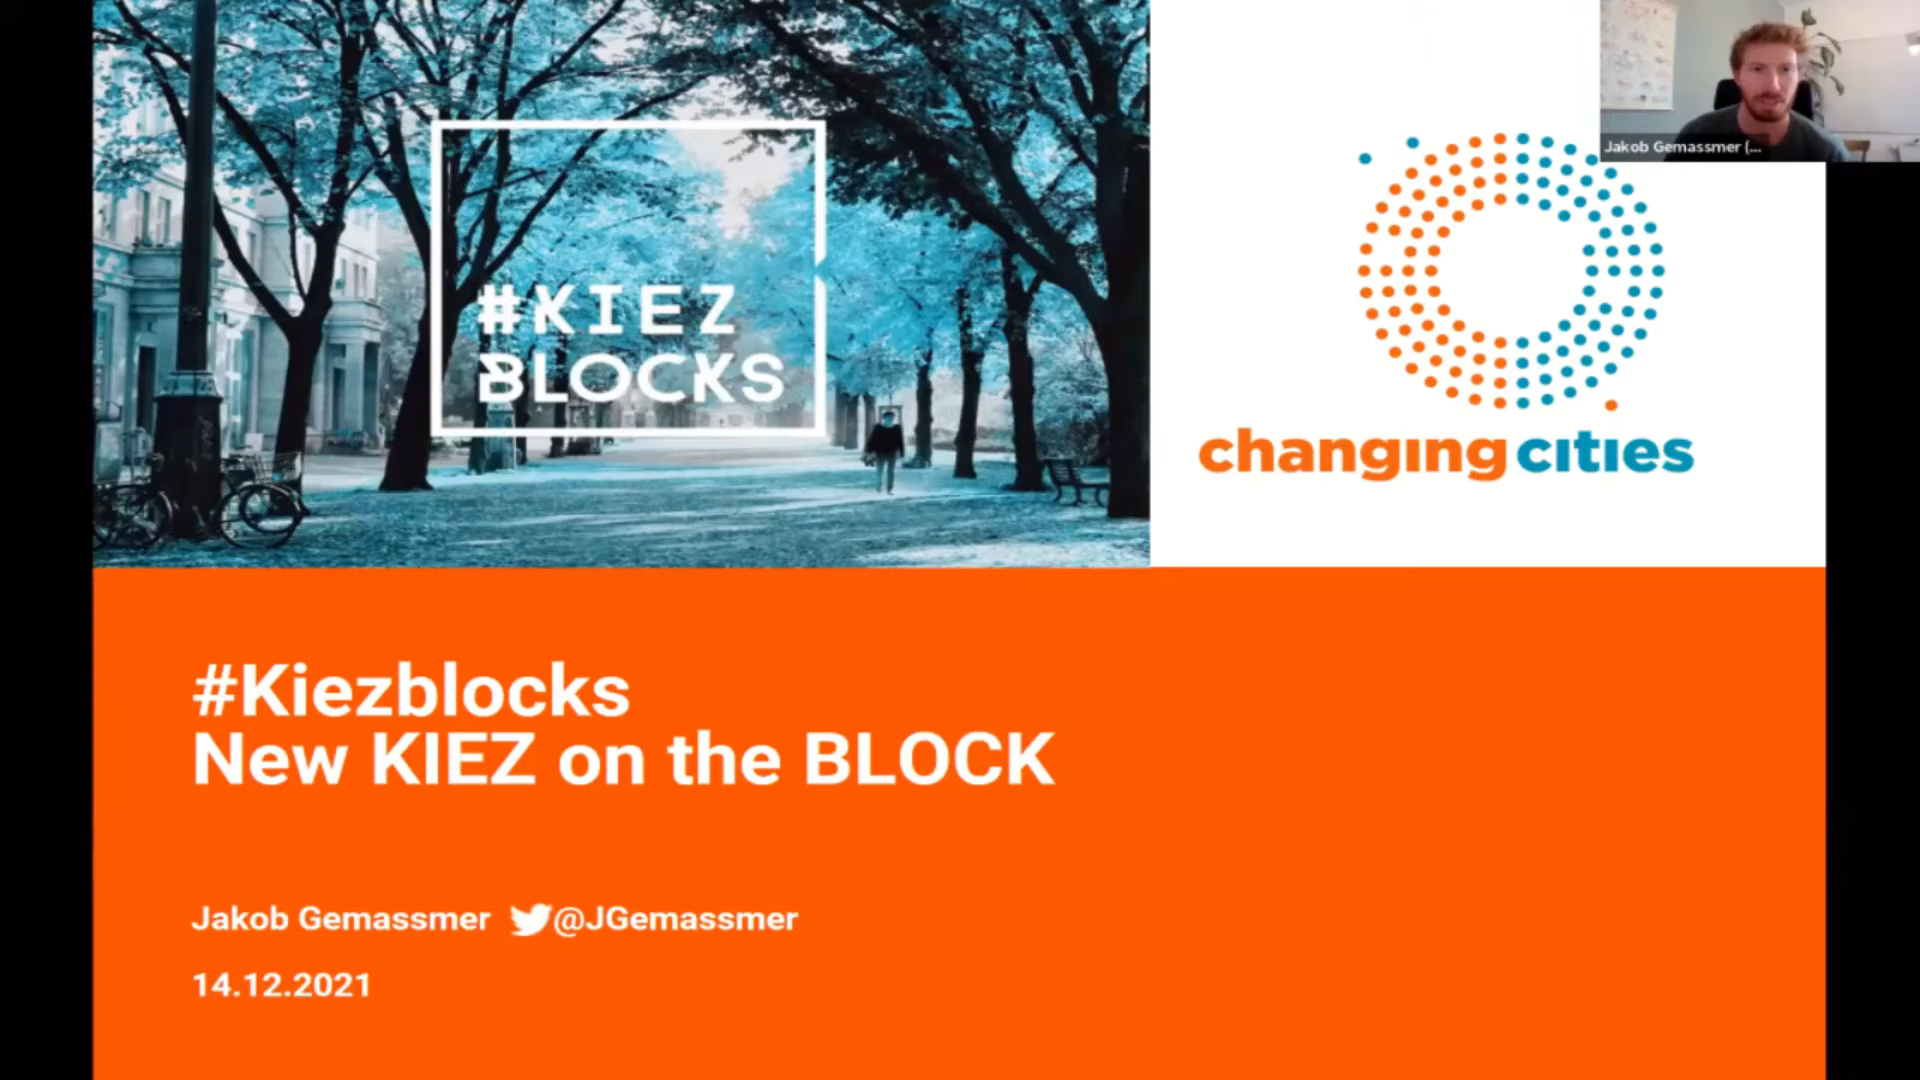 #KIEZ
BLOCKS
Jakob Gemassmer (...
changing cities
#Kiezblocks
New KIEZ on the BLOCK
Jakob Gemassmer @JGemassmer
14.12.2021